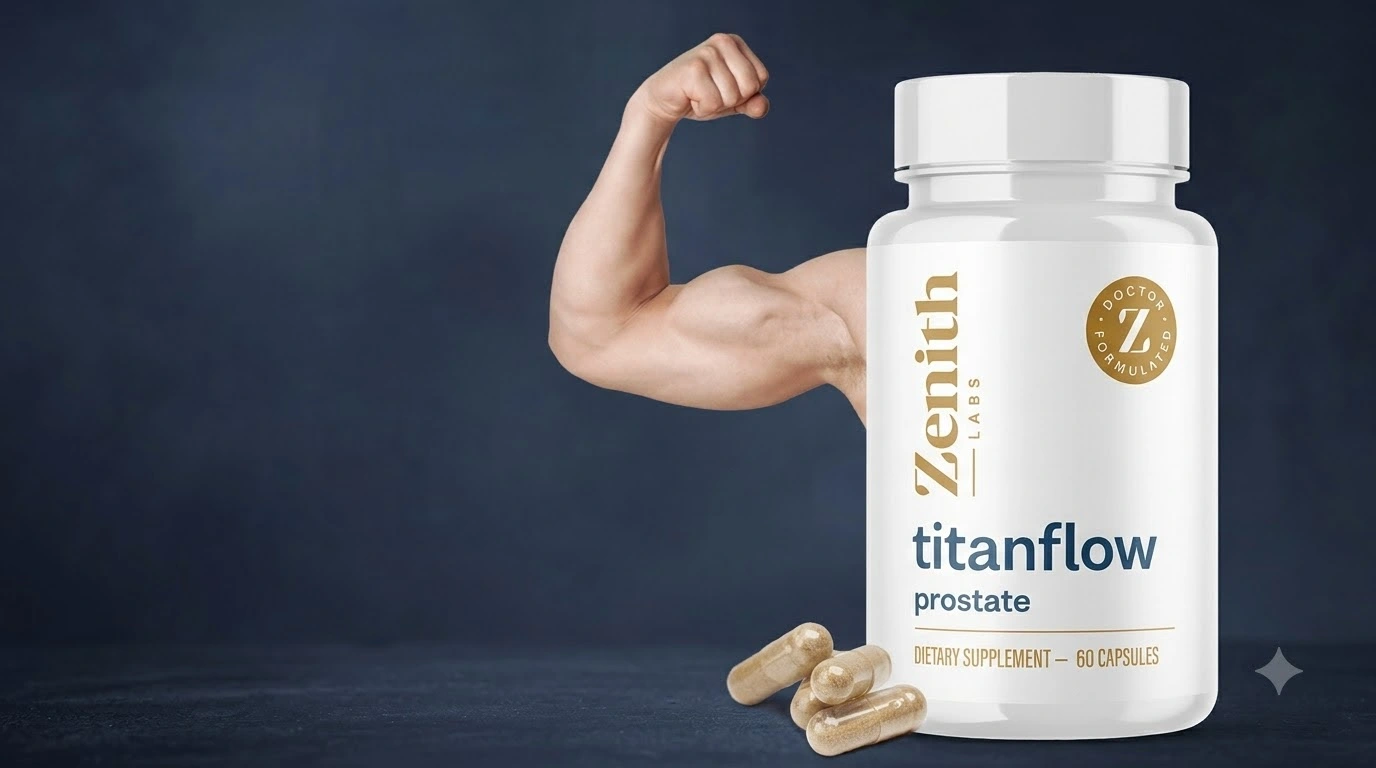 Zenith
LABS
DOCTOR
Z
FORMULATED
titanflow
prostate
DIETARY SUPPLEMENT — 60 CAPSULES